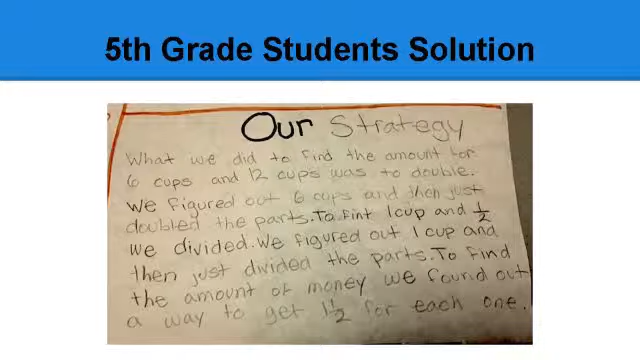 5th Grade Students Solution
Our Strategy
What we did to find the amount for
6 cups and 12 cups was to double.
We figured out 6 cups and then just
doubled the parts. To fint 1 cup and 1/2
we divided. We figured out 1 cup and
then just divided the parts. To find
the amount of money we found out
a way to get 1 1/2 for each one.